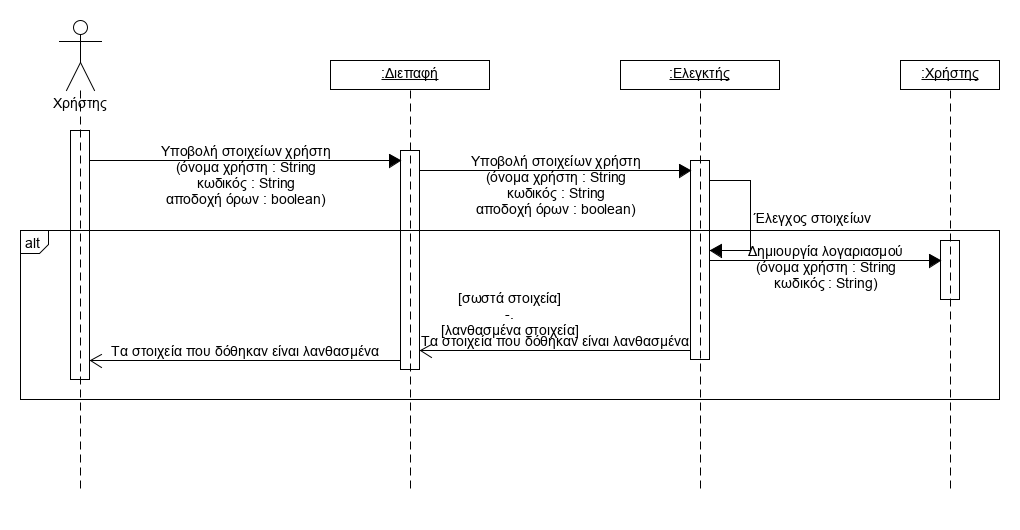 :Διεπαφή
:Ελεγκτής
:Χρήστης
Χρήστης
Υποβολή στοιχείων χρήστη
(όνομα χρήστη : String
κωδικός : String
αποδοχή όρων : boolean)
Υποβολή στοιχείων χρήστη
(όνομα χρήστη : String
κωδικός : String
αποδοχή όρων : boolean)
Έλεγχος στοιχείων
alt
Δημιουργία λογαριασμού
(όνομα χρήστη : String
κωδικός : String)
[σωστά στοιχεία]
-.
[λανθασμένα στοιχεία]
Τα στοιχεία που δόθηκαν είναι λανθασμένα
Τα στοιχεία που δόθηκαν είναι λανθασμένα